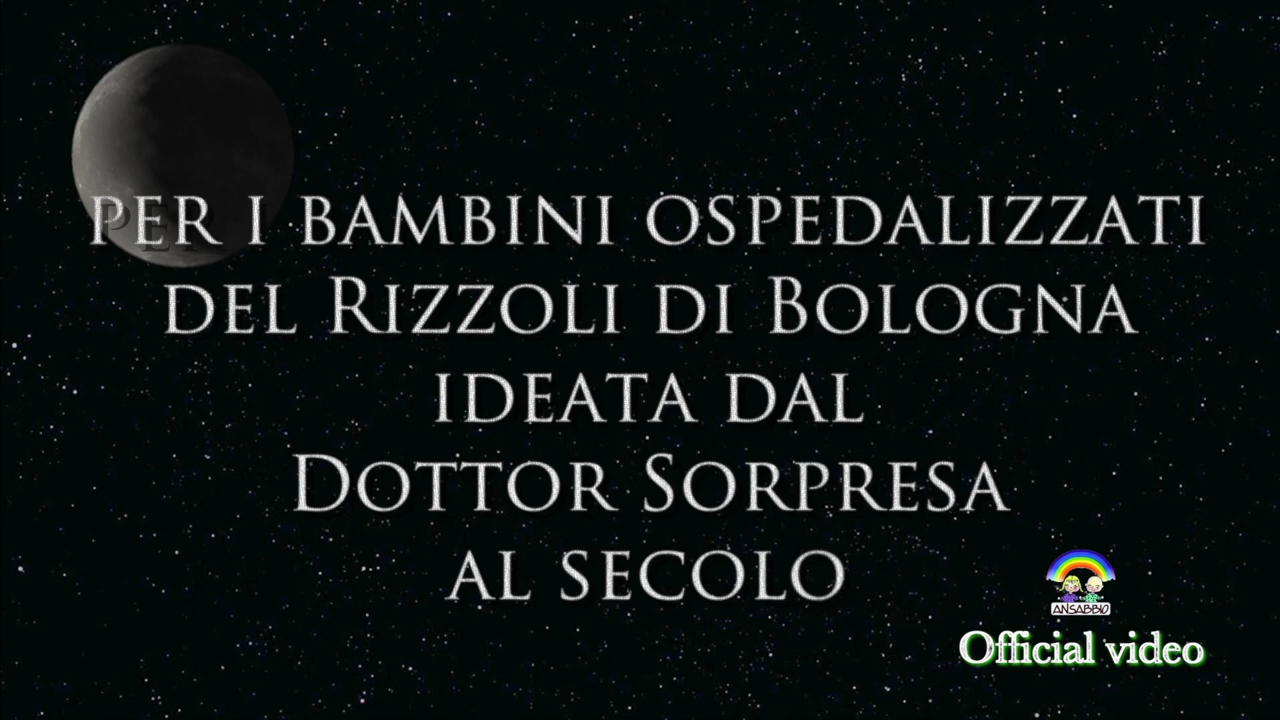 PER I BAMBINI OSPEDALIZZATI
DEL RIZZOLI DI BOLOGNA
IDEATA DAL
DOTTOR SORPRESA
AL SECOLO
ANSABBIO
Official video